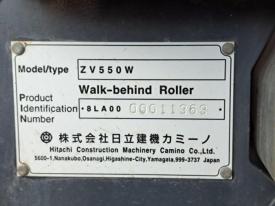 Model/type ZV550W
Walk-behind Roller
Product
Identification •8LA00 00011363
Number
株式会社日立建機カミーノ
Hitachi Construction Machinery Camino Co.,Ltd.
5600-1,Nanakubo,Osanagi,Higashine-City,Yamagata,999-3737 Japan